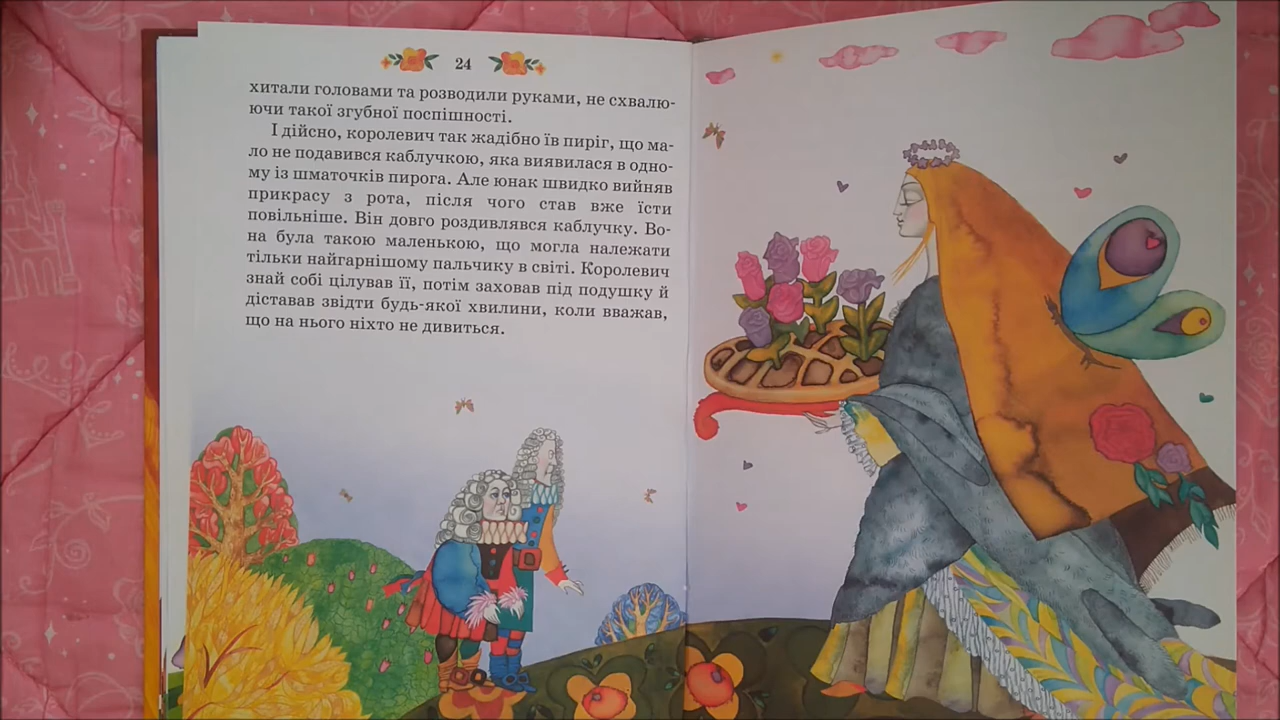 24
хитали головами та розводили руками, не схвалю-
ючи такої згубної поспішності.
І дійсно, королевич так жадібно їв пиріг, що ма-
ло не подавився каблучкою, яка виявилася в одно-
му із шматочків пирога. Але юнак швидко вийняв
прикрасу з рота, після чого став вже їсти
повільніше. Він довго роздивлявся каблучку. Во-
на була такою маленькою, що могла належати
тільки найгарнішому пальчику в світі. Королевич
знай собі цілував її, потім заховав під подушку й
діставав звідти будь-якої хвилини, коли вважав,
що на нього ніхто не дивиться.